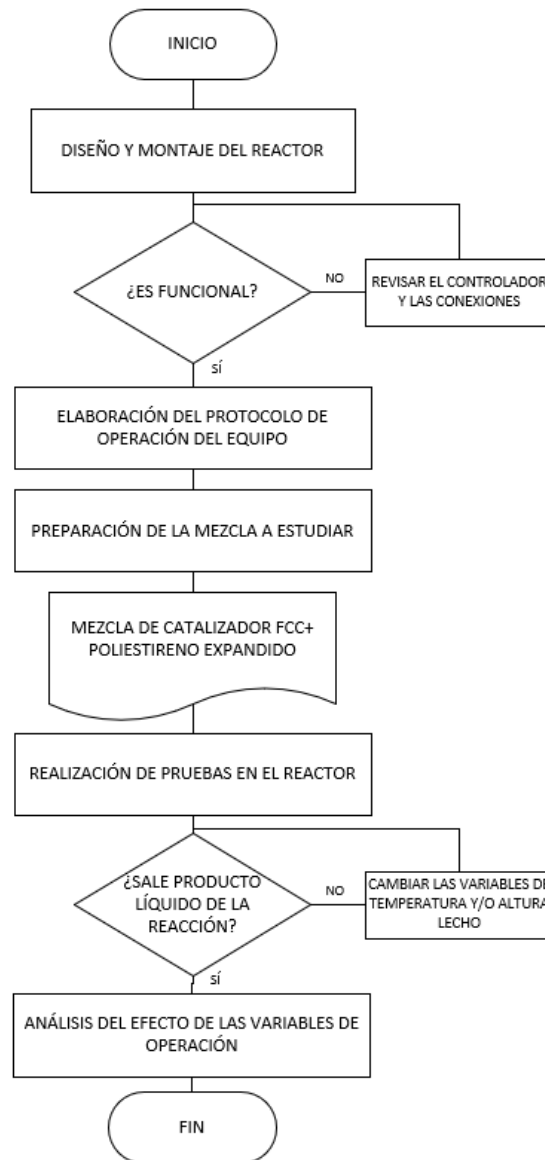 INICIO
DISEÑO Y MONTAJE DEL REACTOR
¿ES FUNCIONAL?
NO
REVISAR EL CONTROLADOR
Y LAS CONEXIONES
sí
ELABORACIÓN DEL PROTOCOLO DE
OPERACIÓN DEL EQUIPO
PREPARACIÓN DE LA MEZCLA A ESTUDIAR
MEZCLA DE CATALIZADOR FCC+
POLIESTIRENO EXPANDIDO
REALIZACIÓN DE PRUEBAS EN EL REACTOR
¿SALE PRODUCTO
LÍQUIDO DE LA
REACCIÓN?
NO
CAMBIAR LAS VARIABLES DE
TEMPERATURA Y/O ALTURA
LECHO
sí
ANÁLISIS DEL EFECTO DE LAS VARIABLES DE
OPERACIÓN
FIN